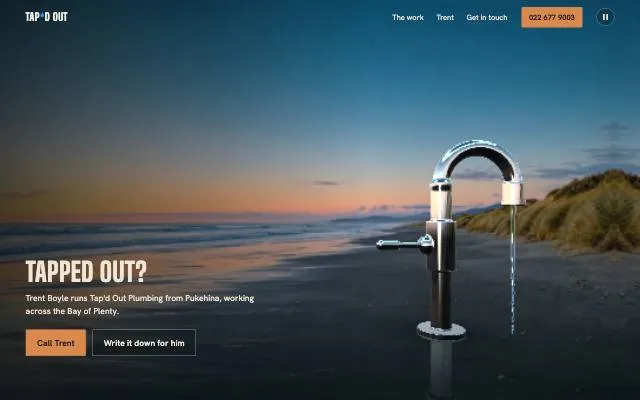 TAP'D OUT
The work
Trent
Get in touch
022 677 9003
TAPPED OUT?
Trent Boyle runs Tap'd Out Plumbing from Pukehina, working
across the Bay of Plenty.
Call Trent
Write it down for him